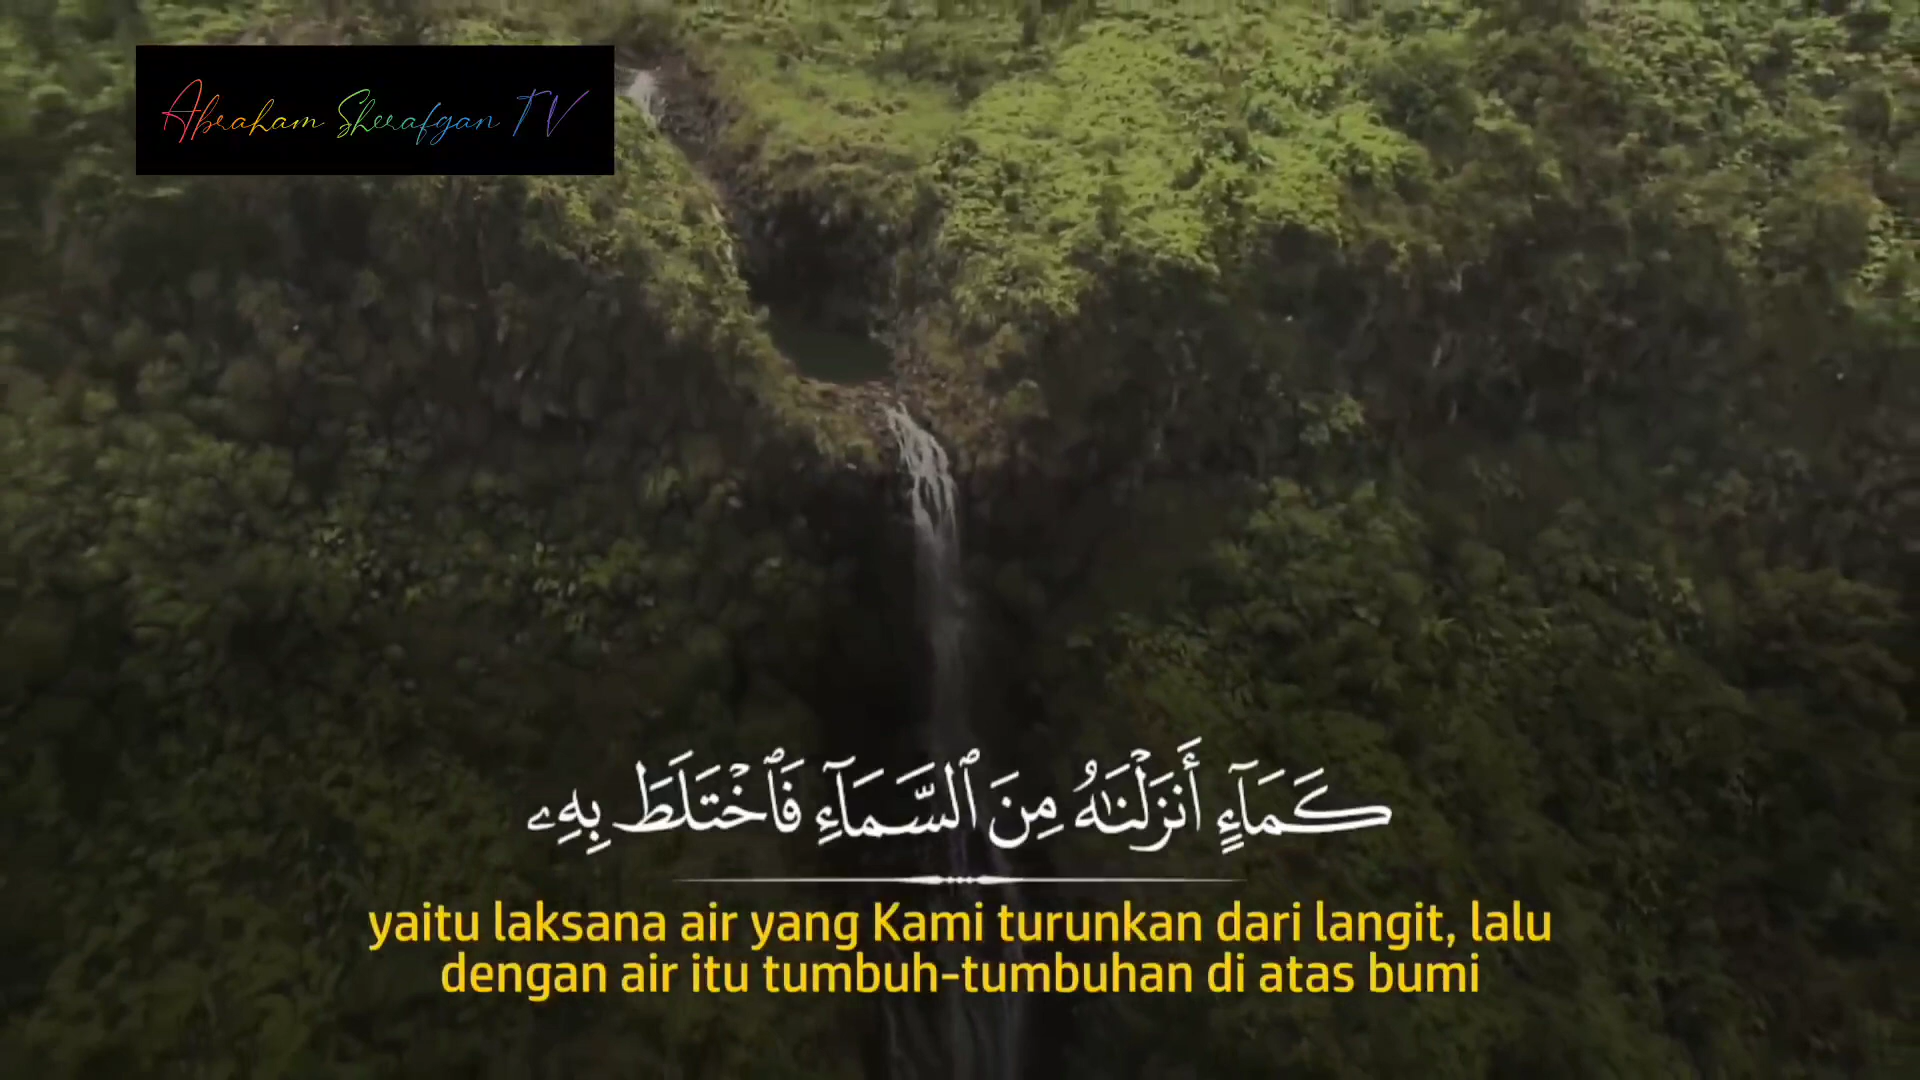 Abraham Sherafgan TV
كَمَآءٍ أَنزَلْنَٰهُ مِنَ ٱلسَّمَآءِ فَٱخْتَلَطَ بِهِۦ
yaitu laksana air yang Kami turunkan dari langit, lalu
dengan air itu tumbuh-tumbuhan di atas bumi